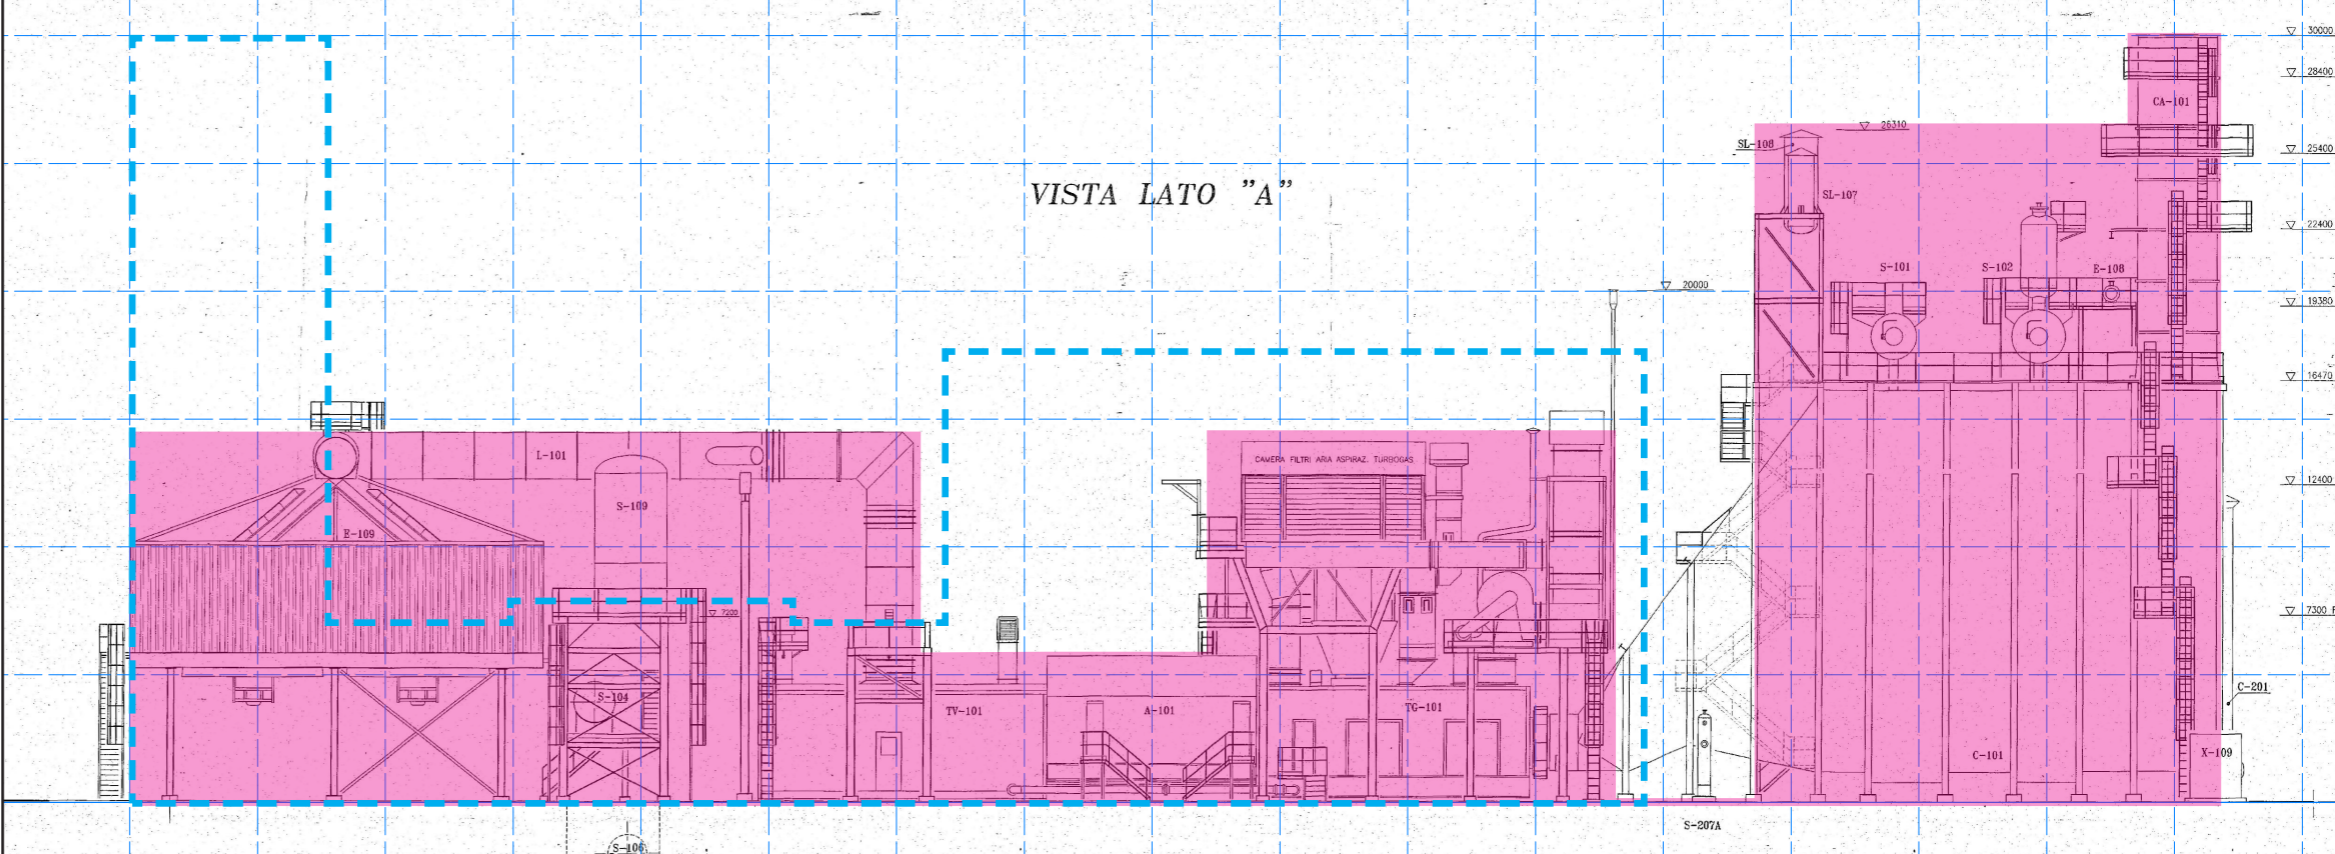 30000
28400
CA-101
26310
SL-108
25400
VISTA LATO "A"
SL-107
22400
S-101
S-102
E-108
20000
19380
16470
L-101
CAMERA FILTRI ARIA ASPIRAZ. TURBOGAS
12400
S-109
E-109
7200
7300
S-104
TV-101
A-101
TG-101
C-201
C-101
X-109
S-207A
S-106